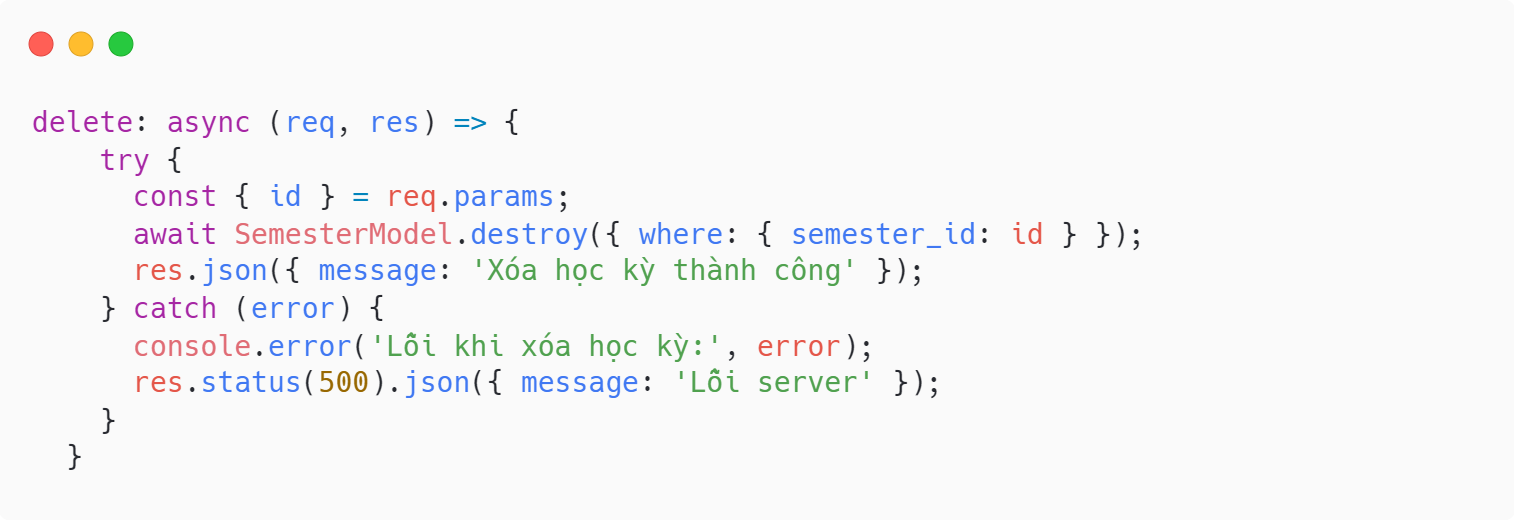 delete: async (req, res) => {
    try {
      const { id } = req.params;
      await SemesterModel.destroy({ where: { semester_id: id } });
      res.json({ message: 'Xóa học kỳ thành công' });
    } catch (error) {
      console.error('Lỗi khi xóa học kỳ:', error);
      res.status(500).json({ message: 'Lỗi server' });
    }
  }